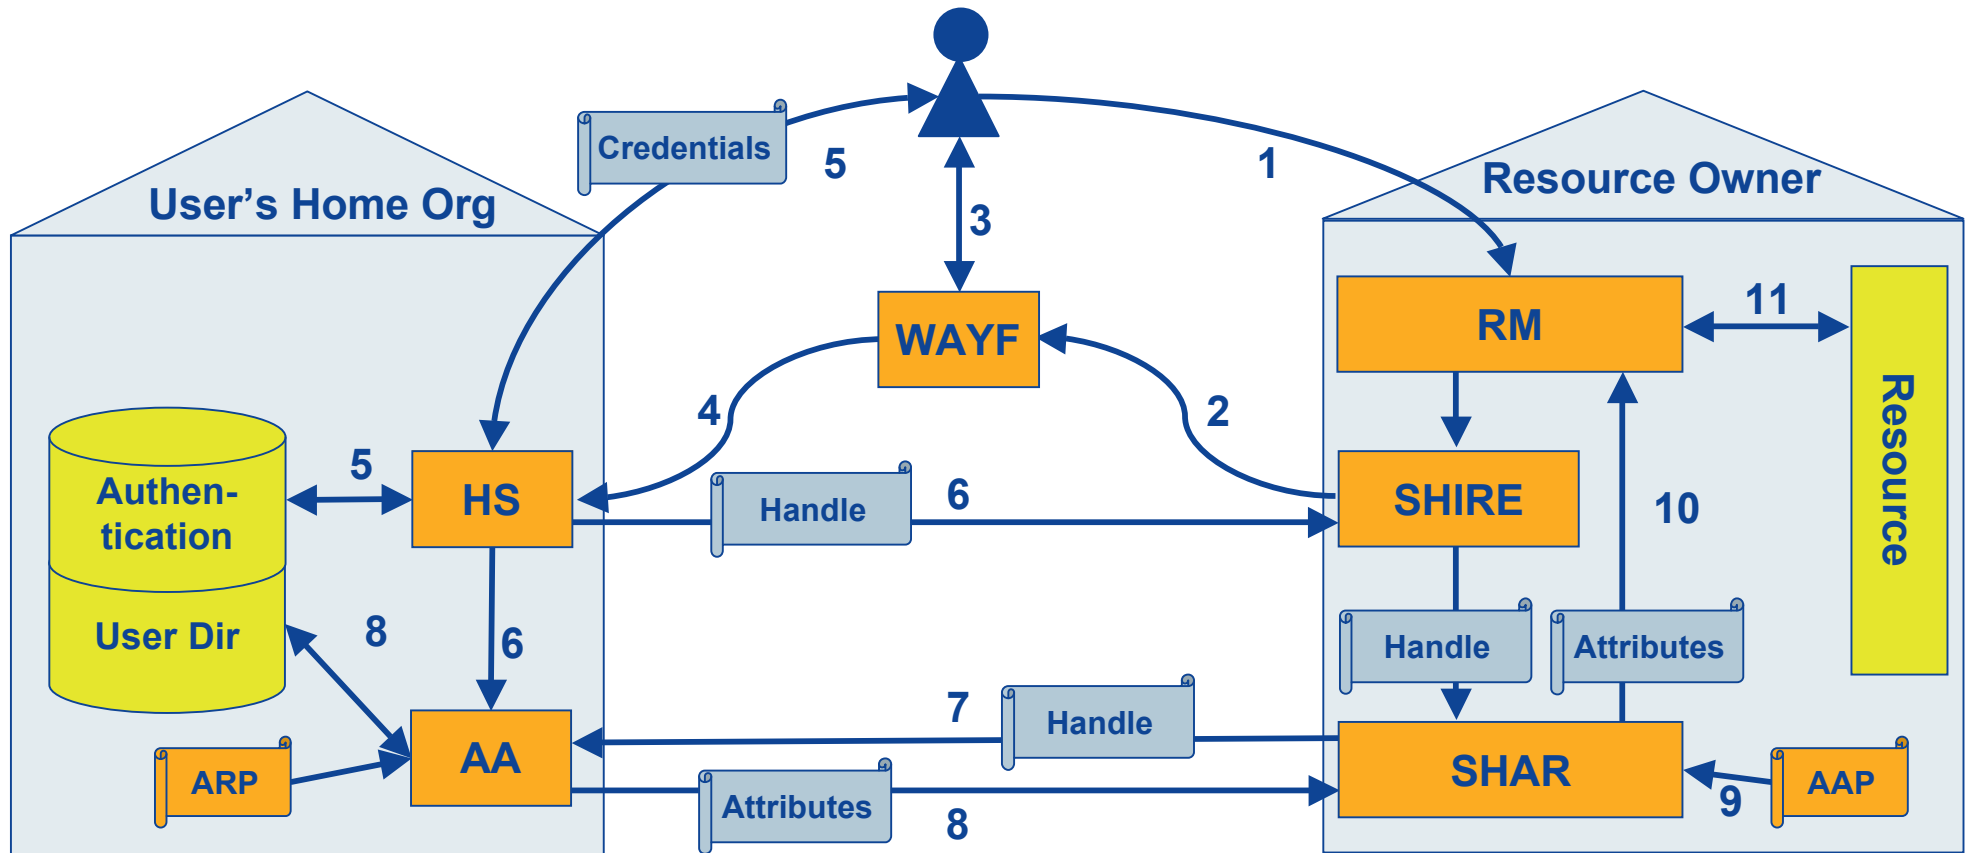 Credentials
5
1
User's Home Org
Resource Owner
3
WAYF
RM
11
Resource
4
2
5
Authen-
tication
HS
Handle
6
SHIRE
10
User Dir
8
6
Handle
Attributes
7
Handle
ARP
AA
SHAR
AAP
9
Attributes
8